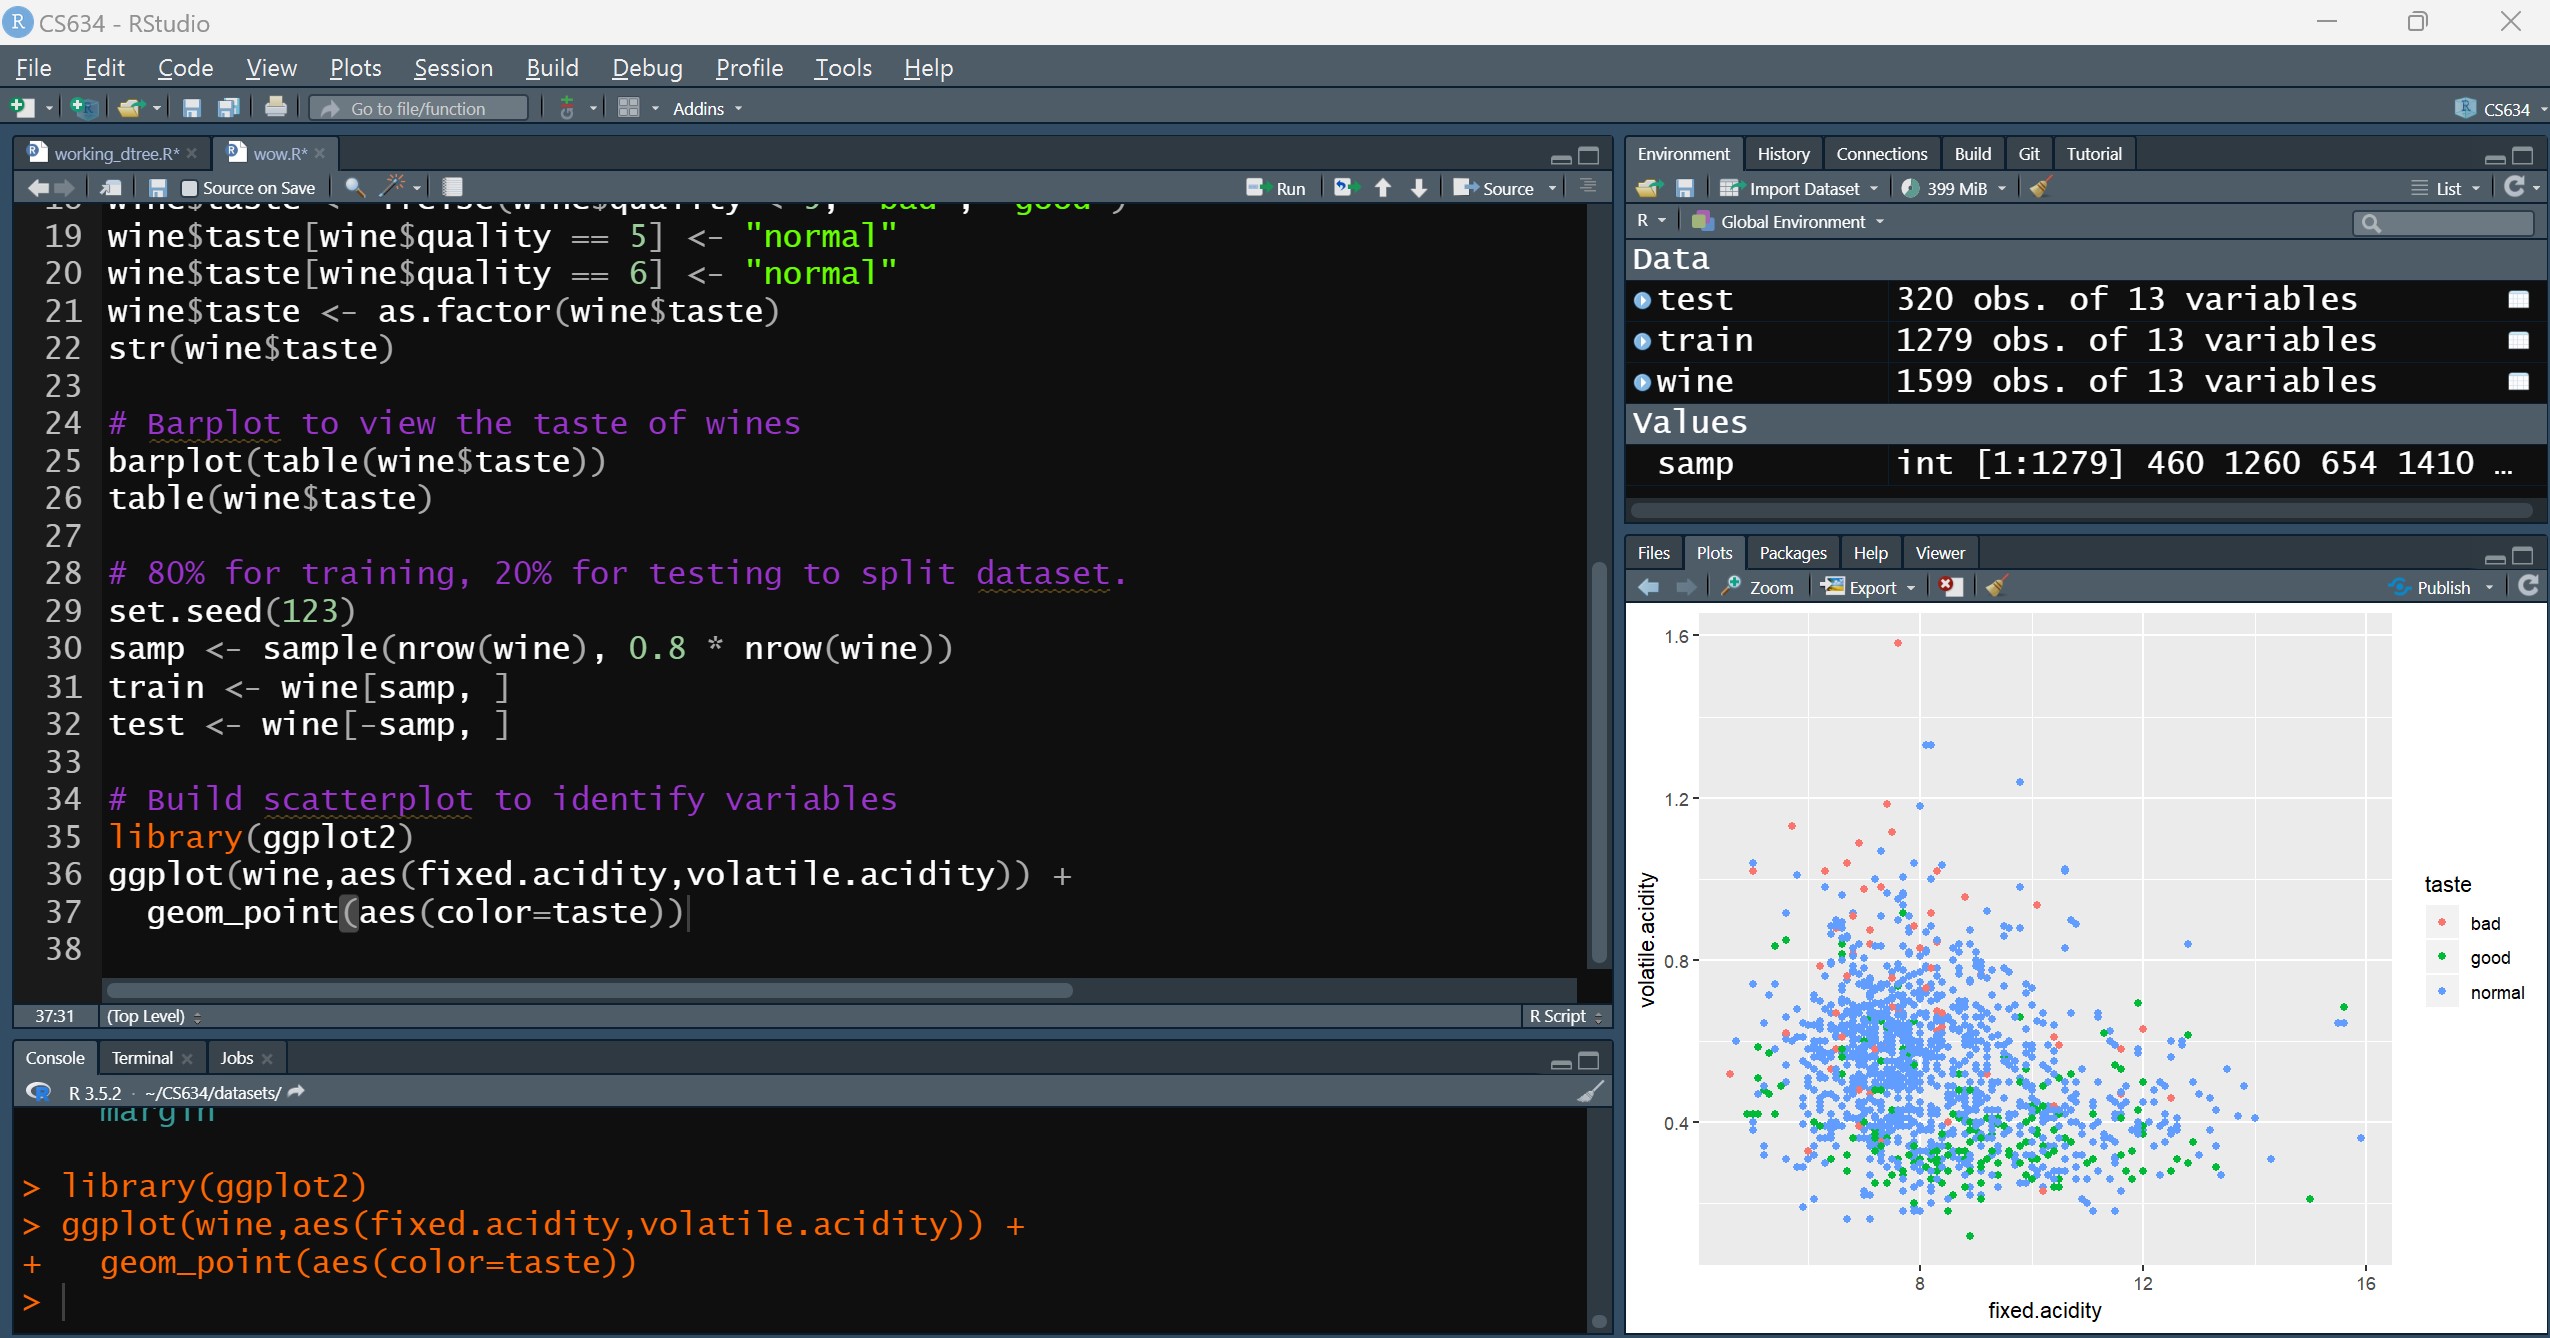 CS634 - RStudio
File Edit Code View Plots Session Build Debug Profile Tools Help
Go to file/function Addins CS634
working_dtree.R* wow.R*
Source on Save Run Source
19 wine$taste[wine$quality == 5] <- "normal"
20 wine$taste[wine$quality == 6] <- "normal"
21 wine$taste <- as.factor(wine$taste)
22 str(wine$taste)
23
24 # Barplot to view the taste of wines
25 barplot(table(wine$taste))
26 table(wine$taste)
27
28 # 80% for training, 20% for testing to split dataset.
29 set.seed(123)
30 samp <- sample(nrow(wine), 0.8 * nrow(wine))
31 train <- wine[samp, ]
32 test <- wine[-samp, ]
33
34 # Build scatterplot to identify variables
35 library(ggplot2)
36 ggplot(wine,aes(fixed.acidity,volatile.acidity)) +
37   geom_point(aes(color=taste))
38
37:31 (Top Level) R Script
Console Terminal Jobs
R 3.5.2 · ~/CS634/datasets/
margin
> library(ggplot2)
> ggplot(wine,aes(fixed.acidity,volatile.acidity)) +
+   geom_point(aes(color=taste))
>
Environment History Connections Build Git Tutorial
Import Dataset 399 MiB List
R Global Environment
Data
test 320 obs. of 13 variables
train 1279 obs. of 13 variables
wine 1599 obs. of 13 variables
Values
samp int [1:1279] 460 1260 654 1410 ...
Files Plots Packages Help Viewer
Zoom Export Publish
1.6
1.2
0.8
0.4
volatile.acidity
8 12 16
fixed.acidity
taste
bad
good
normal